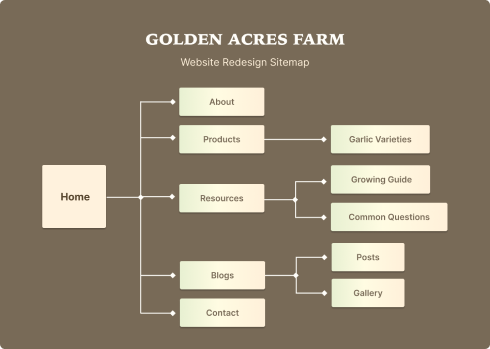 GOLDEN ACRES FARM
Website Redesign Sitemap
About
Products
Garlic Varieties
Growing Guide
Home
Resources
Common Questions
Posts
Blogs
Gallery
Contact